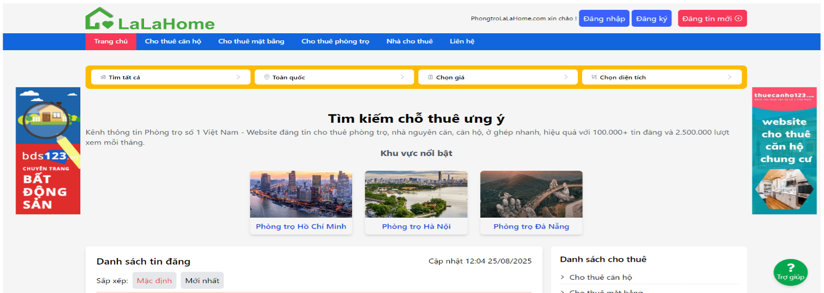 LaLaHome
PhongtroLaLaHome.com xin chào !
Đăng nhập
Đăng ký
Đăng tin mới
Trang chủ
Cho thuê căn hộ
Cho thuê mặt bằng
Cho thuê phòng trọ
Nhà cho thuê
Liên hệ
Tìm tất cả
Toàn quốc
Chọn giá
Chọn diện tích
bds123
CHUYÊN TRANG
BẤT
ĐỘNG
SẢN
Tìm kiếm chỗ thuê ưng ý
Kênh thông tin Phòng trọ số 1 Việt Nam - Website đăng tin cho thuê phòng trọ, nhà nguyên căn, căn hộ, ở ghép nhanh, hiệu quả với 100.000+ tin đăng và 2.500.000 lượt
xem mỗi tháng.
Khu vực nổi bật
Phòng trọ Hồ Chí Minh
Phòng trọ Hà Nội
Phòng trọ Đà Nẵng
thuecanho123.com
website
cho thuê
căn hộ
chung cư
Danh sách tin đăng
Cập nhật 12:04 25/08/2025
Sắp xếp:
Mặc định
Mới nhất
Danh sách cho thuê
Cho thuê căn hộ
Cho thuê mặt bằng
?
Trợ giúp